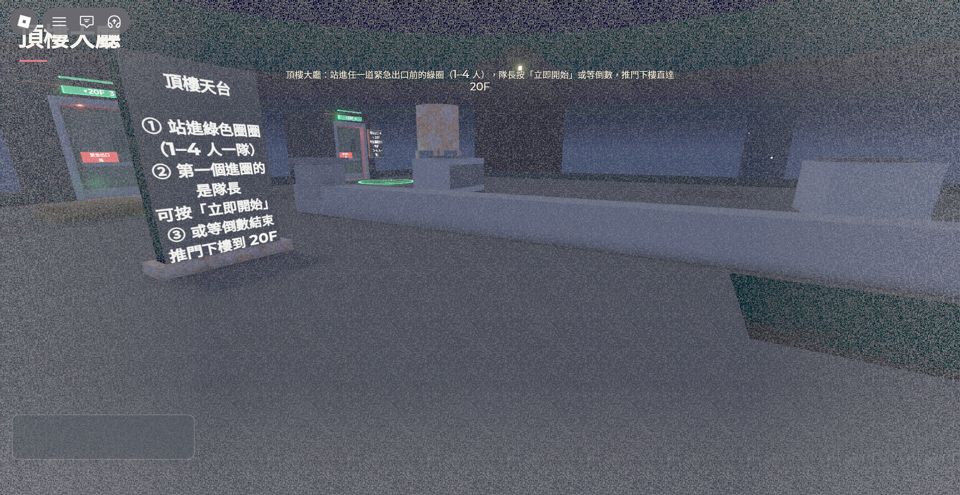 頂樓大廳
頂樓大廳：站進任一道緊急出口前的綠圈（1–4 人），隊長按「立即開始」或等倒數，推門下樓直達
20F
頂樓天台
① 站進綠色圈圈
（1–4 人一隊）
② 第一個進圈的
是隊長
可按「立即開始」
③ 或等倒數結束
推門下樓到 20F
緊急出口